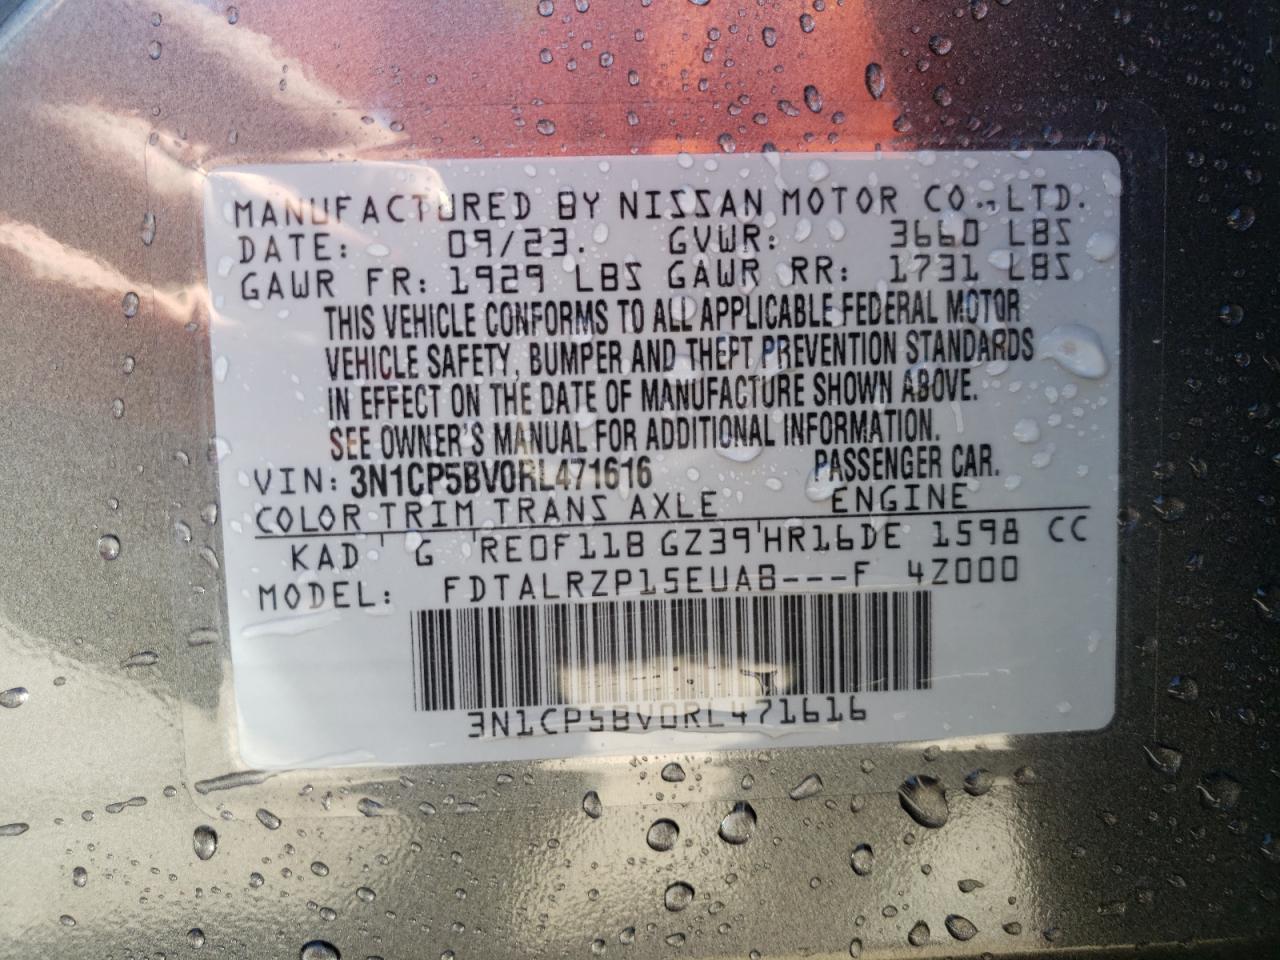 MANUFACTURED BY NISSAN MOTOR CO.,LTD.
DATE: 09/23. GVWR: 3660 LBS
GAWR FR: 1929 LBS GAWR RR: 1731 LBS
THIS VEHICLE CONFORMS TO ALL APPLICABLE FEDERAL MOTOR
VEHICLE SAFETY, BUMPER AND THEFT PREVENTION STANDARDS
IN EFFECT ON THE DATE OF MANUFACTURE SHOWN ABOVE.
SEE OWNER'S MANUAL FOR ADDITIONAL INFORMATION.
VIN: 3N1CP5BV0RL471616 PASSENGER CAR.
COLOR TRIM TRANS AXLE ENGINE
KAD ' G 'RE0F11B GZ39'HR16DE 1598 CC
MODEL: FDTALRZP15EUAB---F 4Z000
3N1CP5BV0RL471616